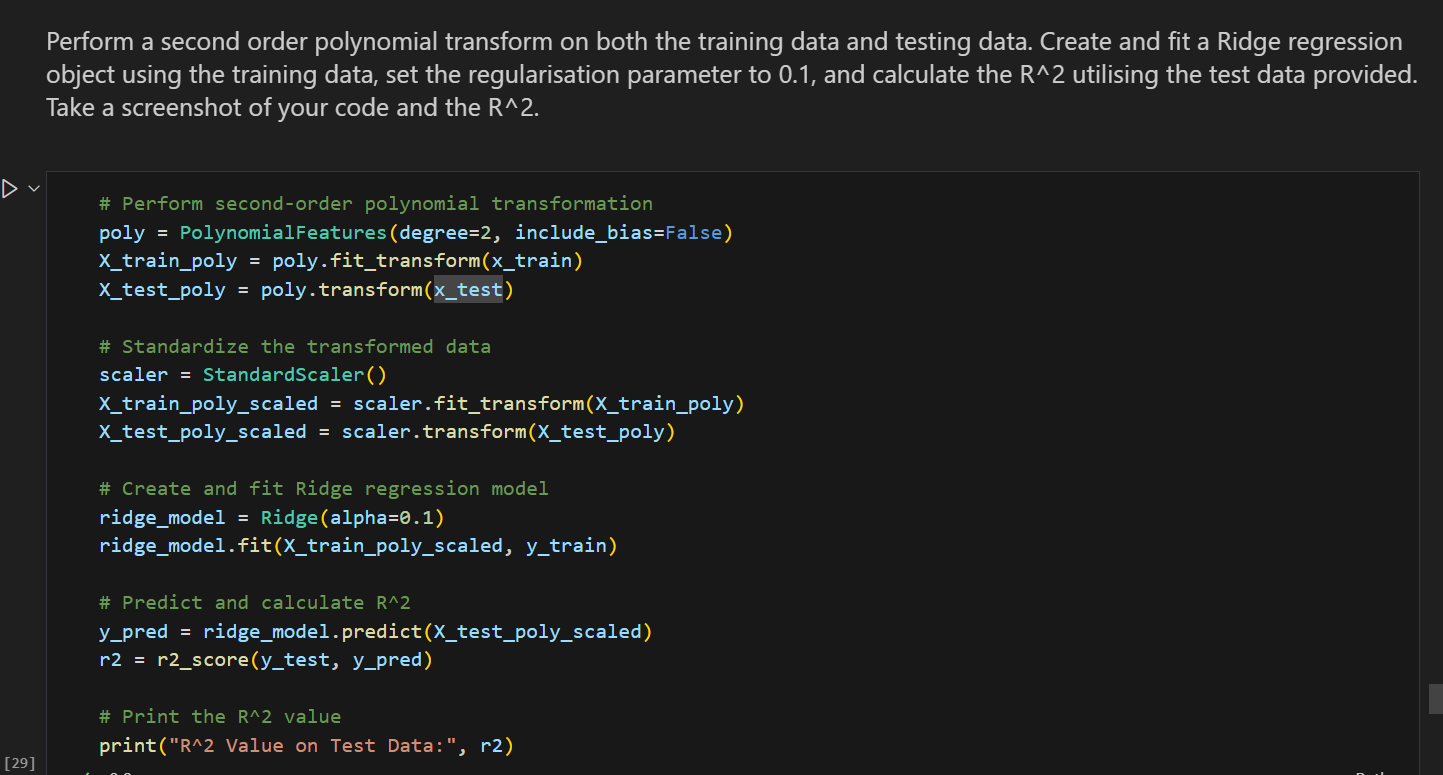 Perform a second order polynomial transform on both the training data and testing data. Create and fit a Ridge regression
object using the training data, set the regularisation parameter to 0.1, and calculate the R^2 utilising the test data provided.
Take a screenshot of your code and the R^2.
# Perform second-order polynomial transformation
poly = PolynomialFeatures(degree=2, include_bias=False)
X_train_poly = poly.fit_transform(x_train)
X_test_poly = poly.transform(x_test)
# Standardize the transformed data
scaler = StandardScaler()
X_train_poly_scaled = scaler.fit_transform(X_train_poly)
X_test_poly_scaled = scaler.transform(X_test_poly)
# Create and fit Ridge regression model
ridge_model = Ridge(alpha=0.1)
ridge_model.fit(X_train_poly_scaled, y_train)
# Predict and calculate R^2
y_pred = ridge_model.predict(X_test_poly_scaled)
r2 = r2_score(y_test, y_pred)
# Print the R^2 value
print("R^2 Value on Test Data:", r2)
[29]